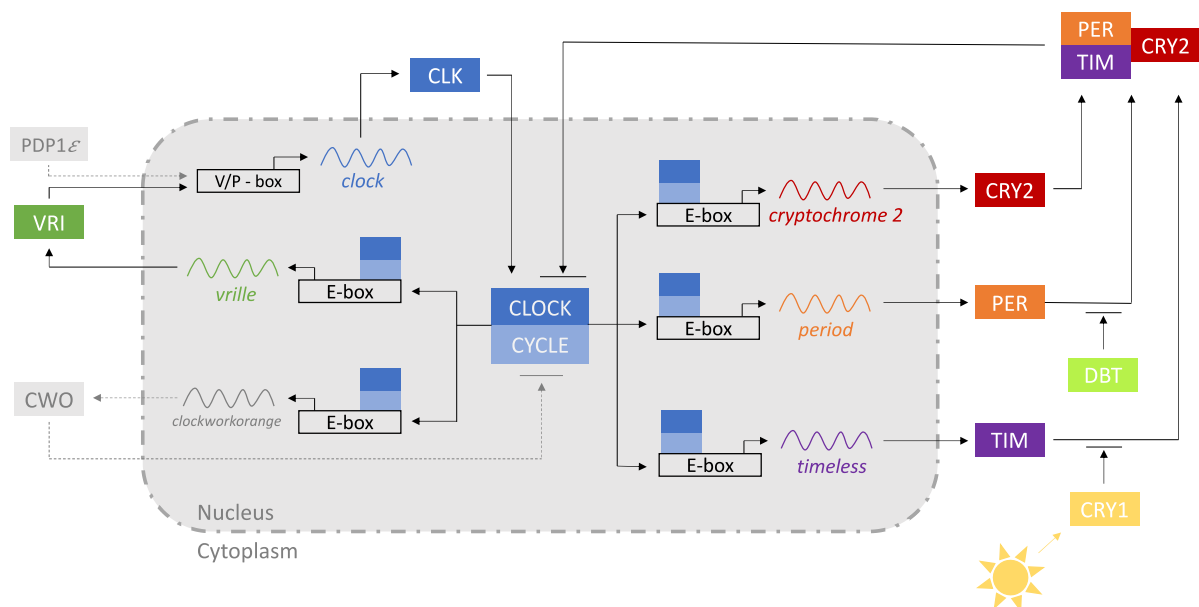 PER
TIM
CRY2
CLK
PDP1ℰ
V/P - box
clock
E-box
cryptochrome 2
CRY2
VRI
vrille
E-box
CLOCK
CYCLE
E-box
period
PER
DBT
CWO
clockworkorange
E-box
E-box
timeless
TIM
CRY1
Nucleus
Cytoplasm